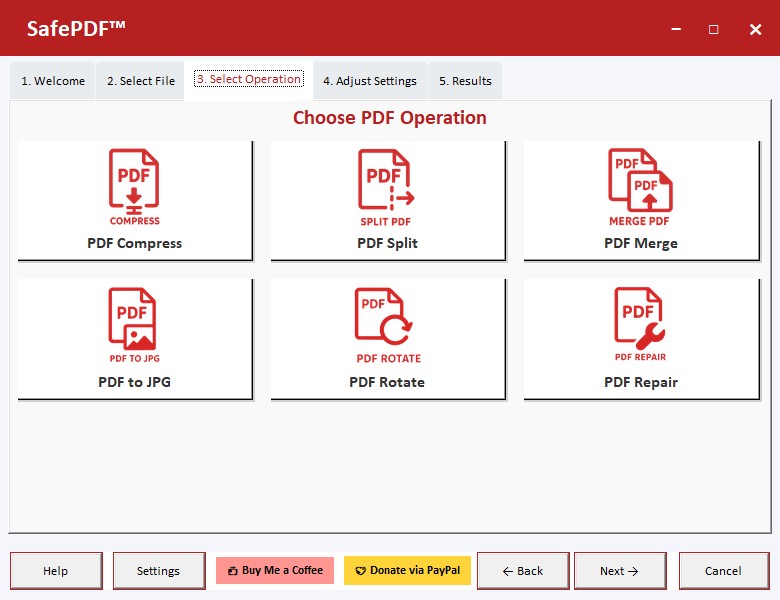 SafePDF™
1. Welcome
2. Select File
3. Select Operation
4. Adjust Settings
5. Results
Choose PDF Operation
PDF
COMPRESS
PDF Compress
PDF
SPLIT PDF
PDF Split
PDF
PDF
MERGE PDF
PDF Merge
PDF
PDF TO JPG
PDF to JPG
PDF
PDF ROTATE
PDF Rotate
PDF
PDF REPAIR
PDF Repair
Help
Settings
Buy Me a Coffee
Donate via PayPal
← Back
Next →
Cancel